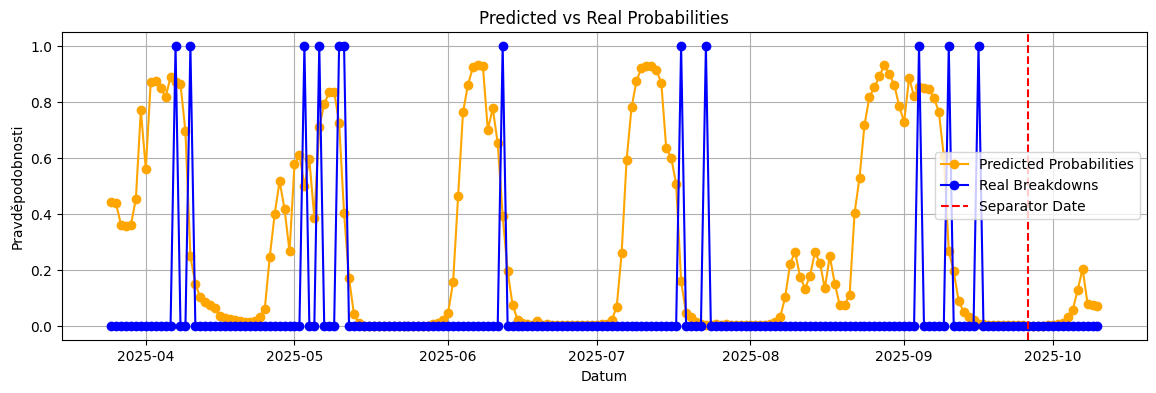 Predicted vs Real Probabilities
Pravděpodobnosti
1.0
0.8
0.6
0.4
0.2
0.0
Predicted Probabilities
Real Breakdowns
Separator Date
2025-04
2025-05
2025-06
2025-07
2025-08
2025-09
2025-10
Datum